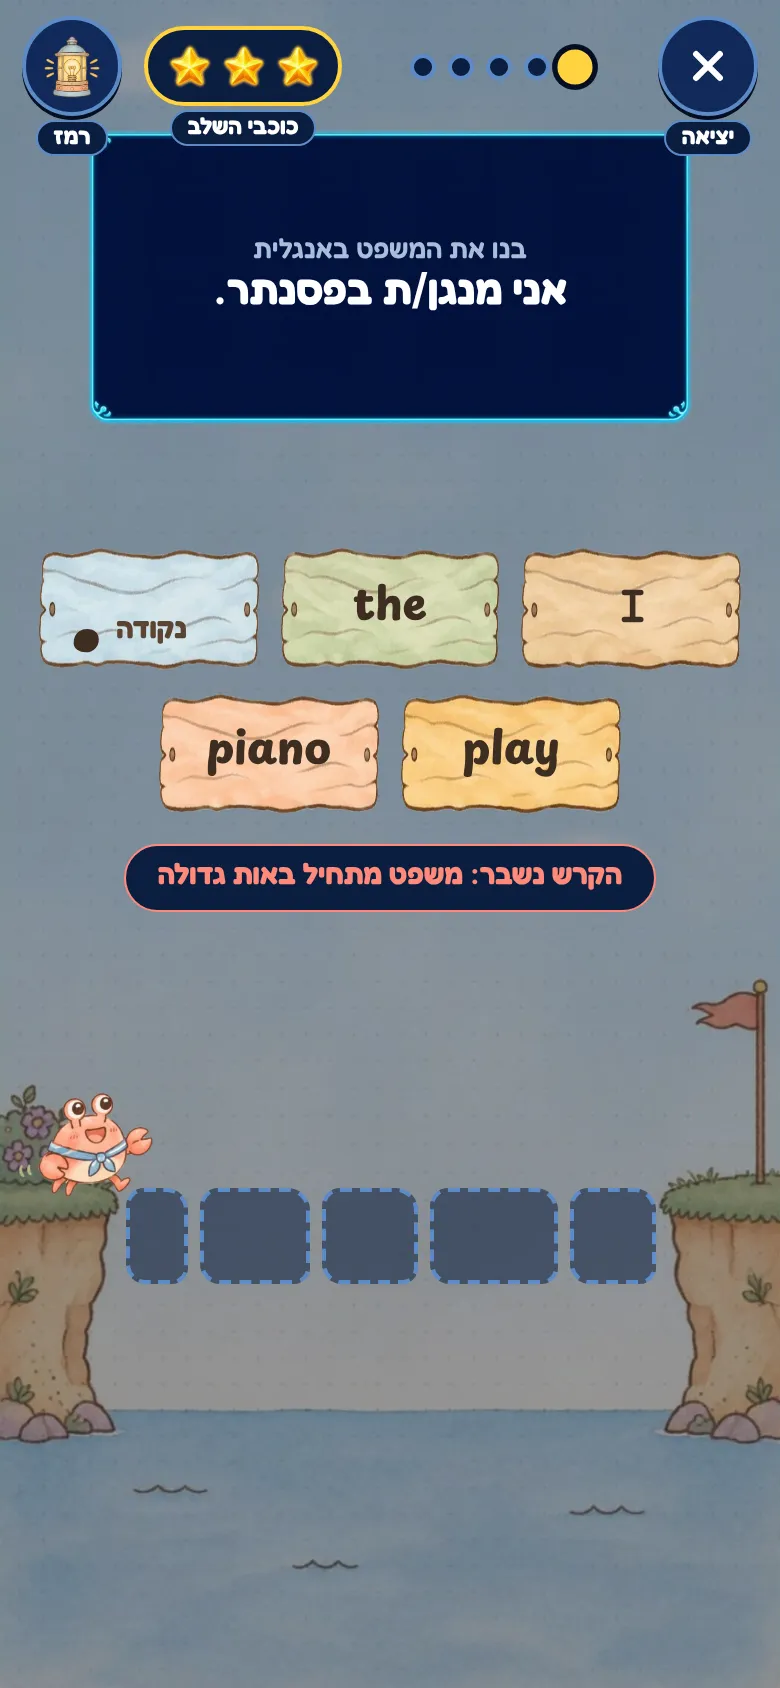 רמז
כוכבי השלב
יציאה
בנו את המשפט באנגלית
אני מנגן/ת בפסנתר.
I
the
נקודה .
play
piano
הקרש נשבר: משפט מתחיל באות גדולה